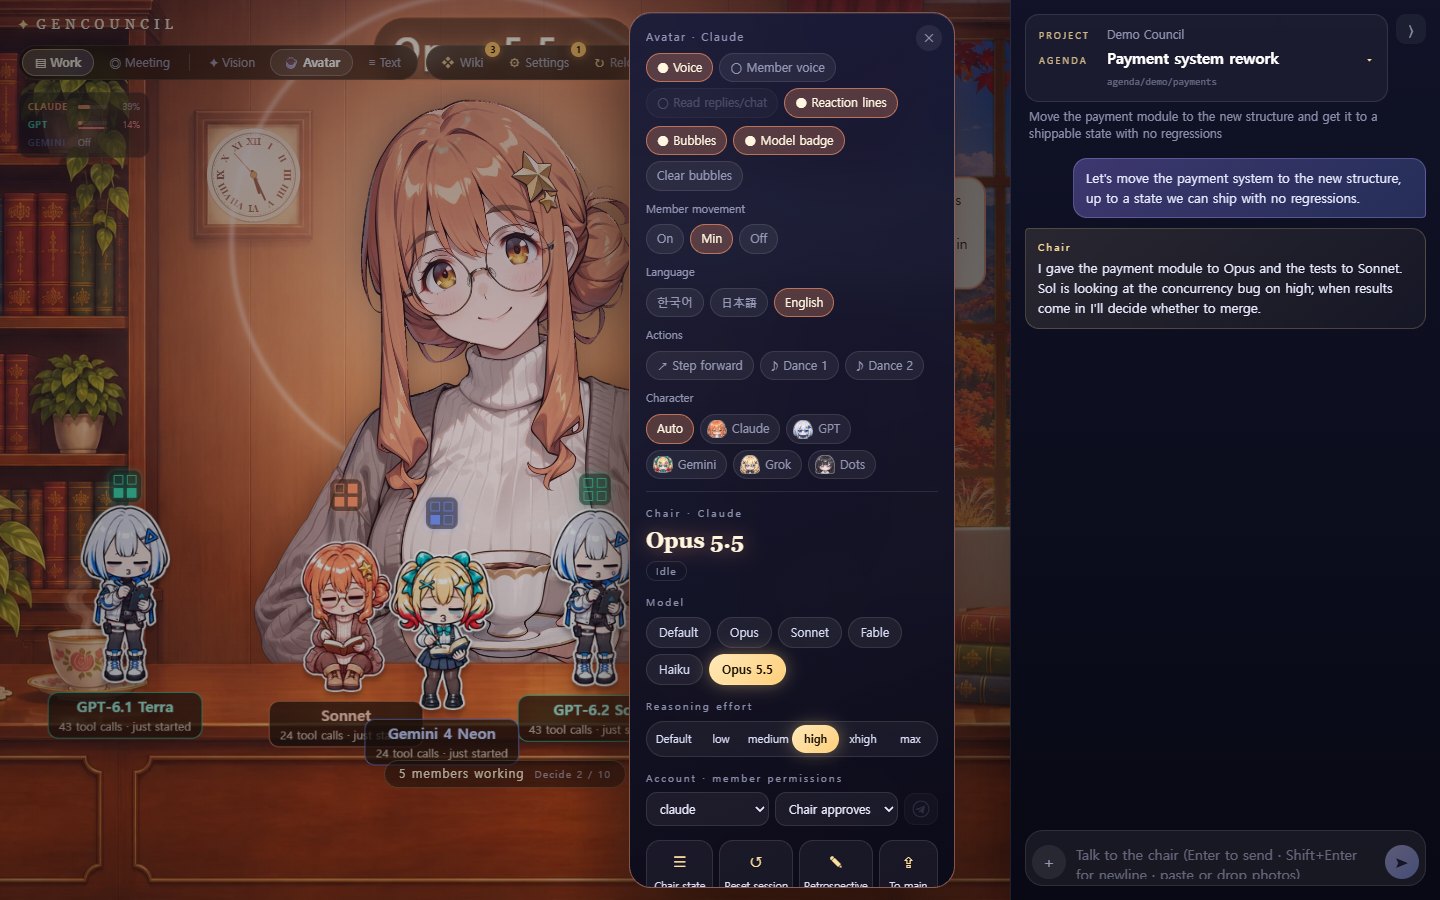 GENCOUNCIL
Work
Meeting
Vision
Avatar
Text
Wiki
3
Settings
1
CLAUDE 39%
GPT 14%
GEMINI Off
GPT-6.1 Terra
43 tool calls · just started
Sonnet
24 tool calls · just
Gemini 4 Neon
24 tool calls · just started
GPT-6.2 So
43 tool calls · just s
5 members working Decide 2 / 10
Avatar · Claude
Voice
Member voice
Read replies/chat
Reaction lines
Bubbles
Model badge
Clear bubbles
Member movement
On Min Off
Language
한국어 日本語 English
Actions
Step forward
Dance 1
Dance 2
Character
Auto Claude GPT
Gemini Grok Dots
Chair · Claude
Opus 5.5
Idle
Model
Default Opus Sonnet Fable
Haiku Opus 5.5
Reasoning effort
Default low medium high xhigh max
Account · member permissions
claude Chair approves
Chair state Reset session Retrospective To main
s
in
PROJECT Demo Council
AGENDA Payment system rework
agenda/demo/payments
Move the payment module to the new structure and get it to a
shippable state with no regressions
Let's move the payment system to the new structure,
up to a state we can ship with no regressions.
Chair
I gave the payment module to Opus and the tests to Sonnet.
Sol is looking at the concurrency bug on high; when results
come in I'll decide whether to merge.
Talk to the chair (Enter to send · Shift+Enter
for newline · paste or drop photos)